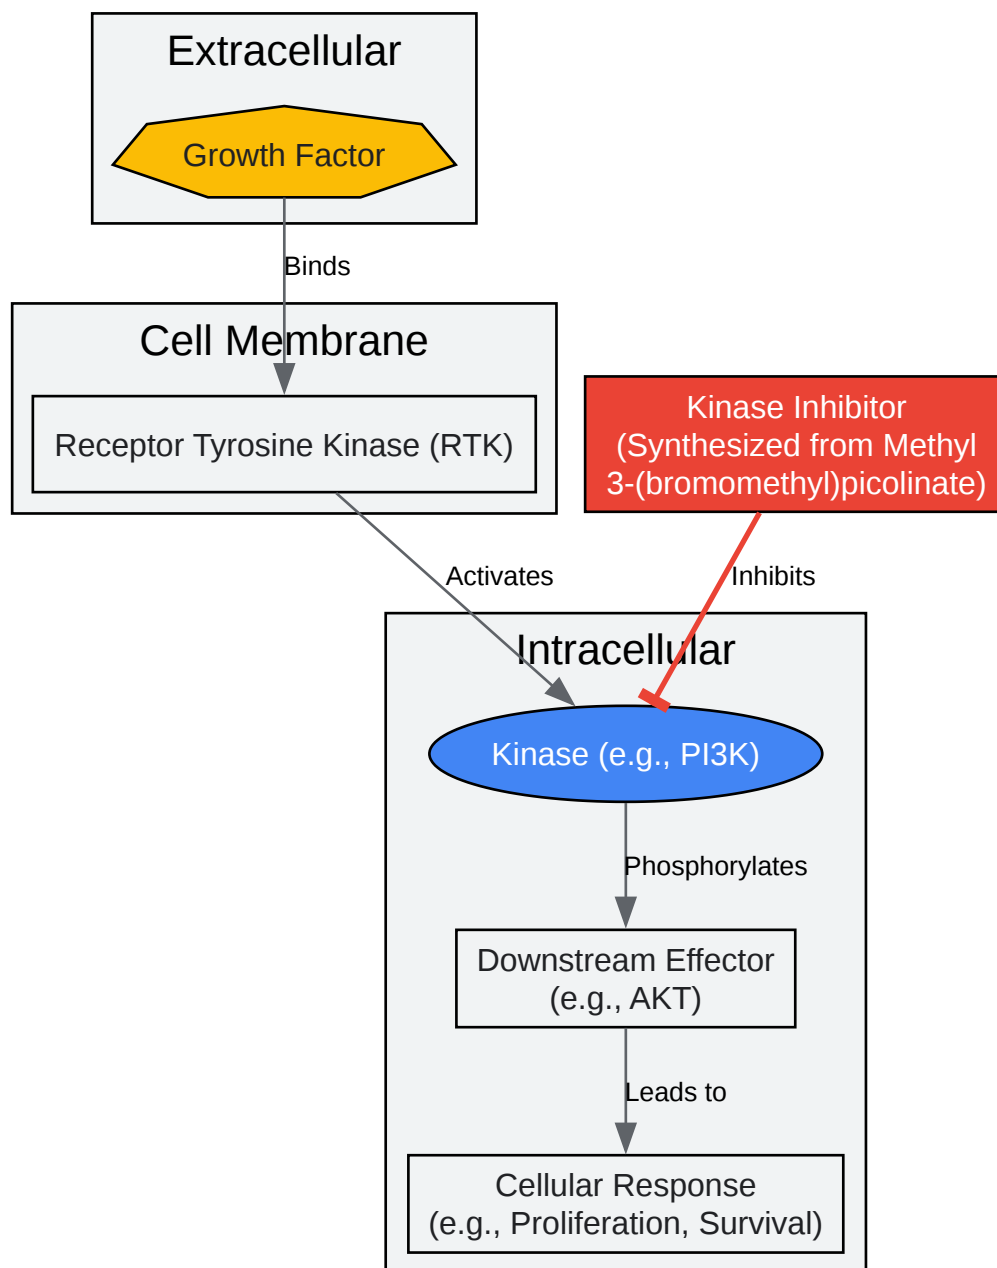 Extracellular
Growth Factor
Binds
Cell Membrane
Receptor Tyrosine Kinase (RTK)
Kinase Inhibitor
(Synthesized from Methyl
3-(bromomethyl)picolinate)
Activates
Inhibits
Intracellular
Kinase (e.g., PI3K)
Phosphorylates
Downstream Effector
(e.g., AKT)
Leads to
Cellular Response
(e.g., Proliferation, Survival)